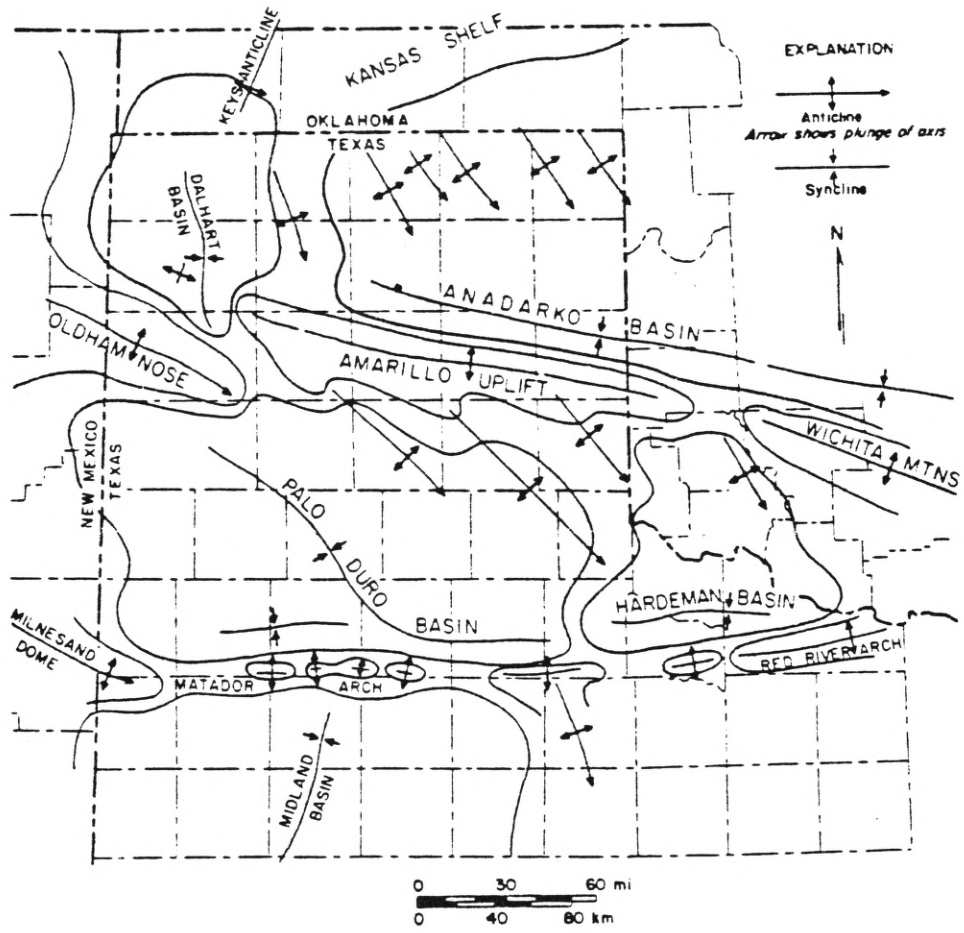 KANSAS SHELF
KEYS ANTICLINE
EXPLANATION
Anticline
Arrow shows plunge of axis
Syncline
N
OKLAHOMA
TEXAS
DALHART
BASIN
ANADARKO BASIN
OLDHAM NOSE
AMARILLO UPLIFT
WICHITA MTNS
NEW MEXICO
TEXAS
PALO DURO BASIN
HARDEMAN BASIN
MILNESAND
DOME
MATADOR ARCH
RED RIVER ARCH
MIDLAND
BASIN
0 30 60 mi
0 40 80 km